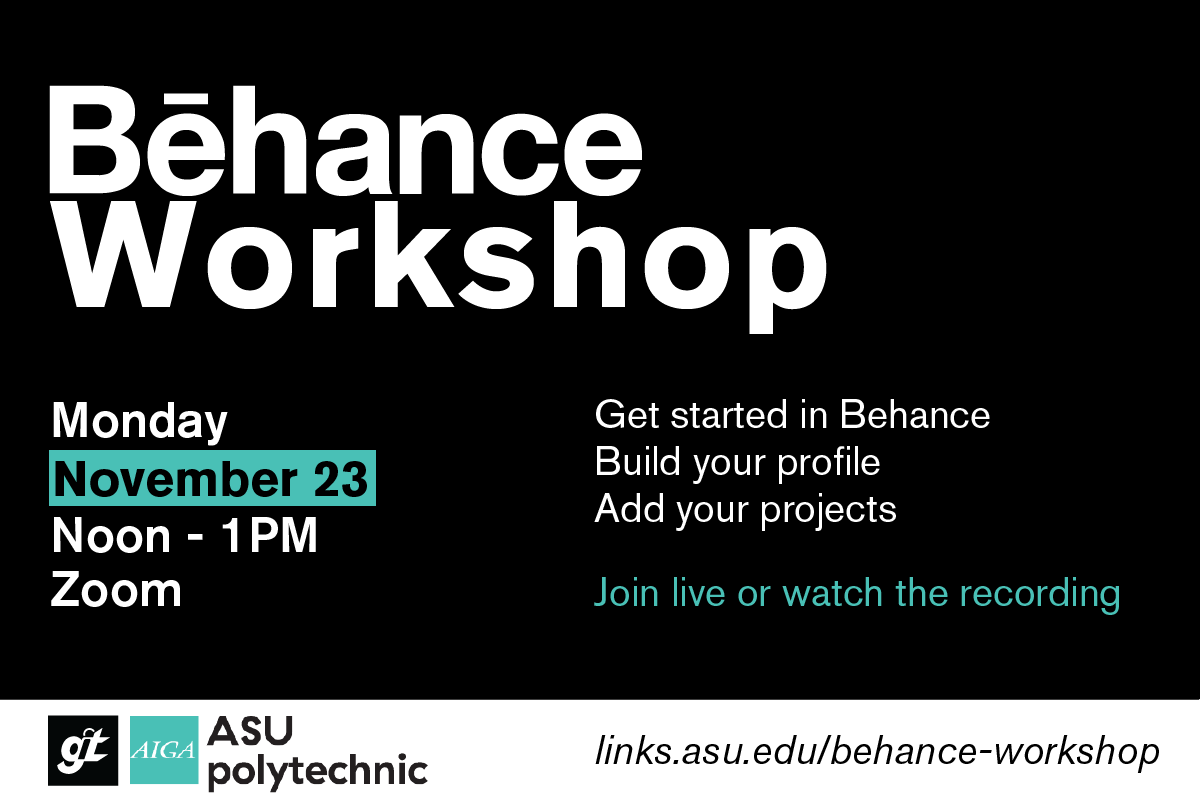 Bēhance
Workshop
Monday
November 23
Noon - 1PM
Zoom
Get started in Behance
Build your profile
Add your projects
Join live or watch the recording
git
AIGA
ASU
polytechnic
links.asu.edu/behance-workshop